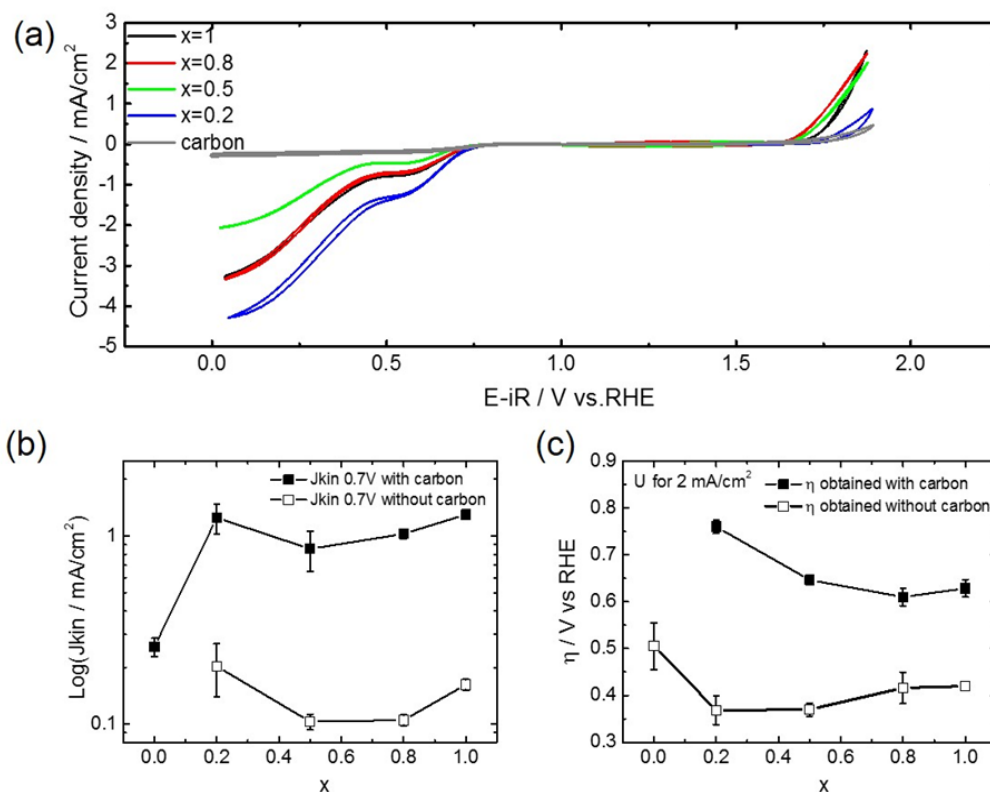 (a)
3
2
1
0
-1
-2
-3
-4
-5
Current density / mA/cm²
x=1
x=0.8
x=0.5
x=0.2
carbon
0.0 0.5 1.0 1.5 2.0
E-iR / V vs.RHE
(b)
Log(Jkin / mA/cm²)
1
0.1
Jkin 0.7V with carbon
Jkin 0.7V without carbon
0.0 0.2 0.4 0.6 0.8 1.0
x
(c)
η / V vs RHE
0.9
0.8
0.7
0.6
0.5
0.4
0.3
U for 2 mA/cm²
η obtained with carbon
η obtained without carbon
0.0 0.2 0.4 0.6 0.8 1.0
x